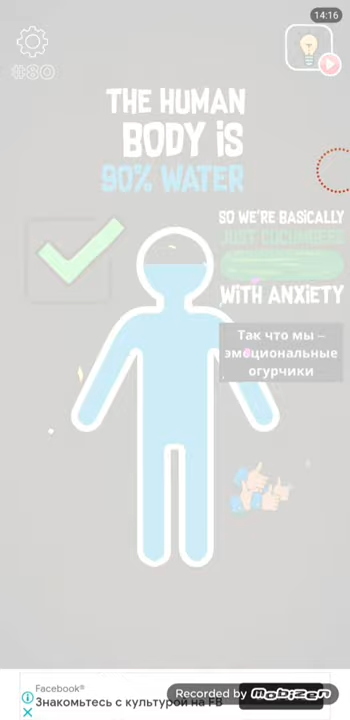 14:16
#80
THE HUMAN
BODY iS
90% WATER
SO WE'RE BASiCALLY
JUST CUCUMBERS
WiTH ANXiETY
Так что мы –
эмоциональные
огурчики
Facebook®
Знакомьтесь с культурой на FB
Recorded by mobizen